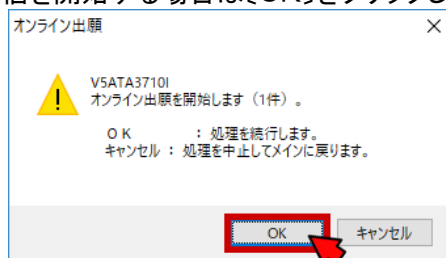 オンライン出願
V5ATA3710I
オンライン出願を開始します（1件）。
ＯＫ　　　： 処理を続行します。
キャンセル ： 処理を中止してメインに戻ります。
OK
キャンセル